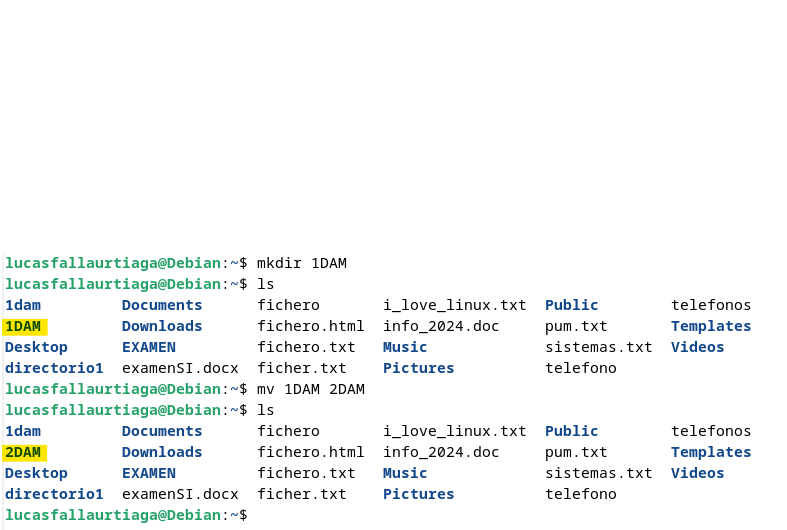 lucasfallaurtiaga@Debian:~$ mkdir 1DAM
lucasfallaurtiaga@Debian:~$ ls
1dam         Documents      fichero       i_love_linux.txt  Public        telefonos
1DAM         Downloads      fichero.html  info_2024.doc     pum.txt       Templates
Desktop      EXAMEN         fichero.txt   Music             sistemas.txt  Videos
directorio1  examenSI.docx  ficher.txt    Pictures          telefono
lucasfallaurtiaga@Debian:~$ mv 1DAM 2DAM
lucasfallaurtiaga@Debian:~$ ls
1dam         Documents      fichero       i_love_linux.txt  Public        telefonos
2DAM         Downloads      fichero.html  info_2024.doc     pum.txt       Templates
Desktop      EXAMEN         fichero.txt   Music             sistemas.txt  Videos
directorio1  examenSI.docx  ficher.txt    Pictures          telefono
lucasfallaurtiaga@Debian:~$